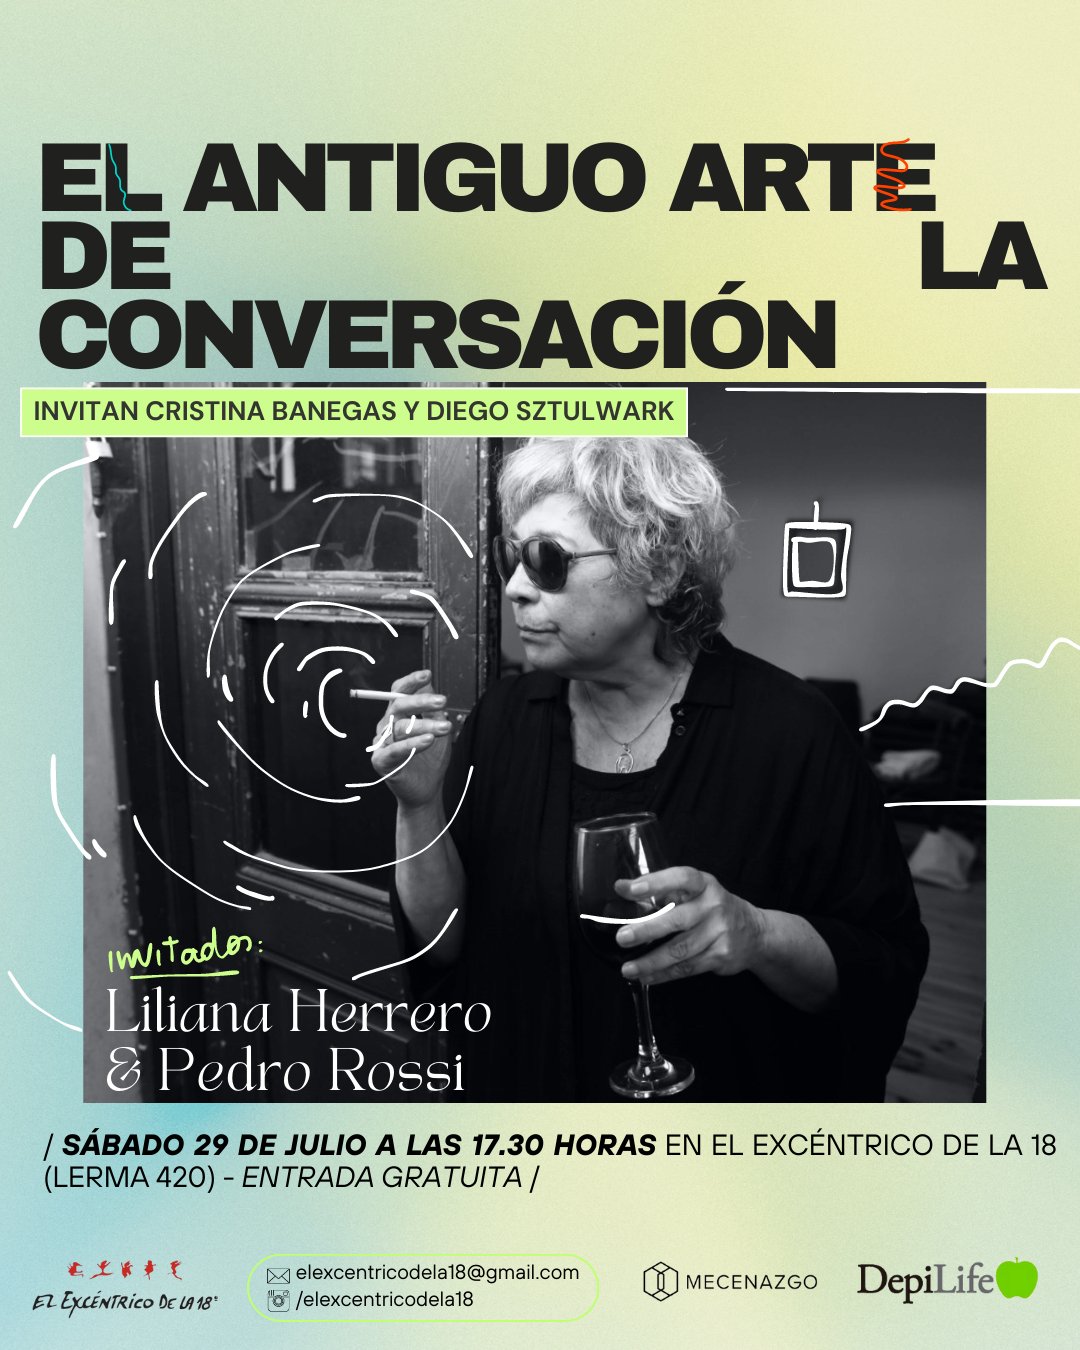 EL ANTIGUO ARTE
DE LA
CONVERSACIÓN
INVITAN CRISTINA BANEGAS Y DIEGO SZTULWARK
INVITADOS:
Liliana Herrero
& Pedro Rossi
/ SÁBADO 29 DE JULIO A LAS 17.30 HORAS EN EL EXCÉNTRICO DE LA 18
(LERMA 420) - ENTRADA GRATUITA /
EL EXCÉNTRICO DE LA 18º
elexcentricodela18@gmail.com
/elexcentricodela18
MECENAZGO
DepiLife